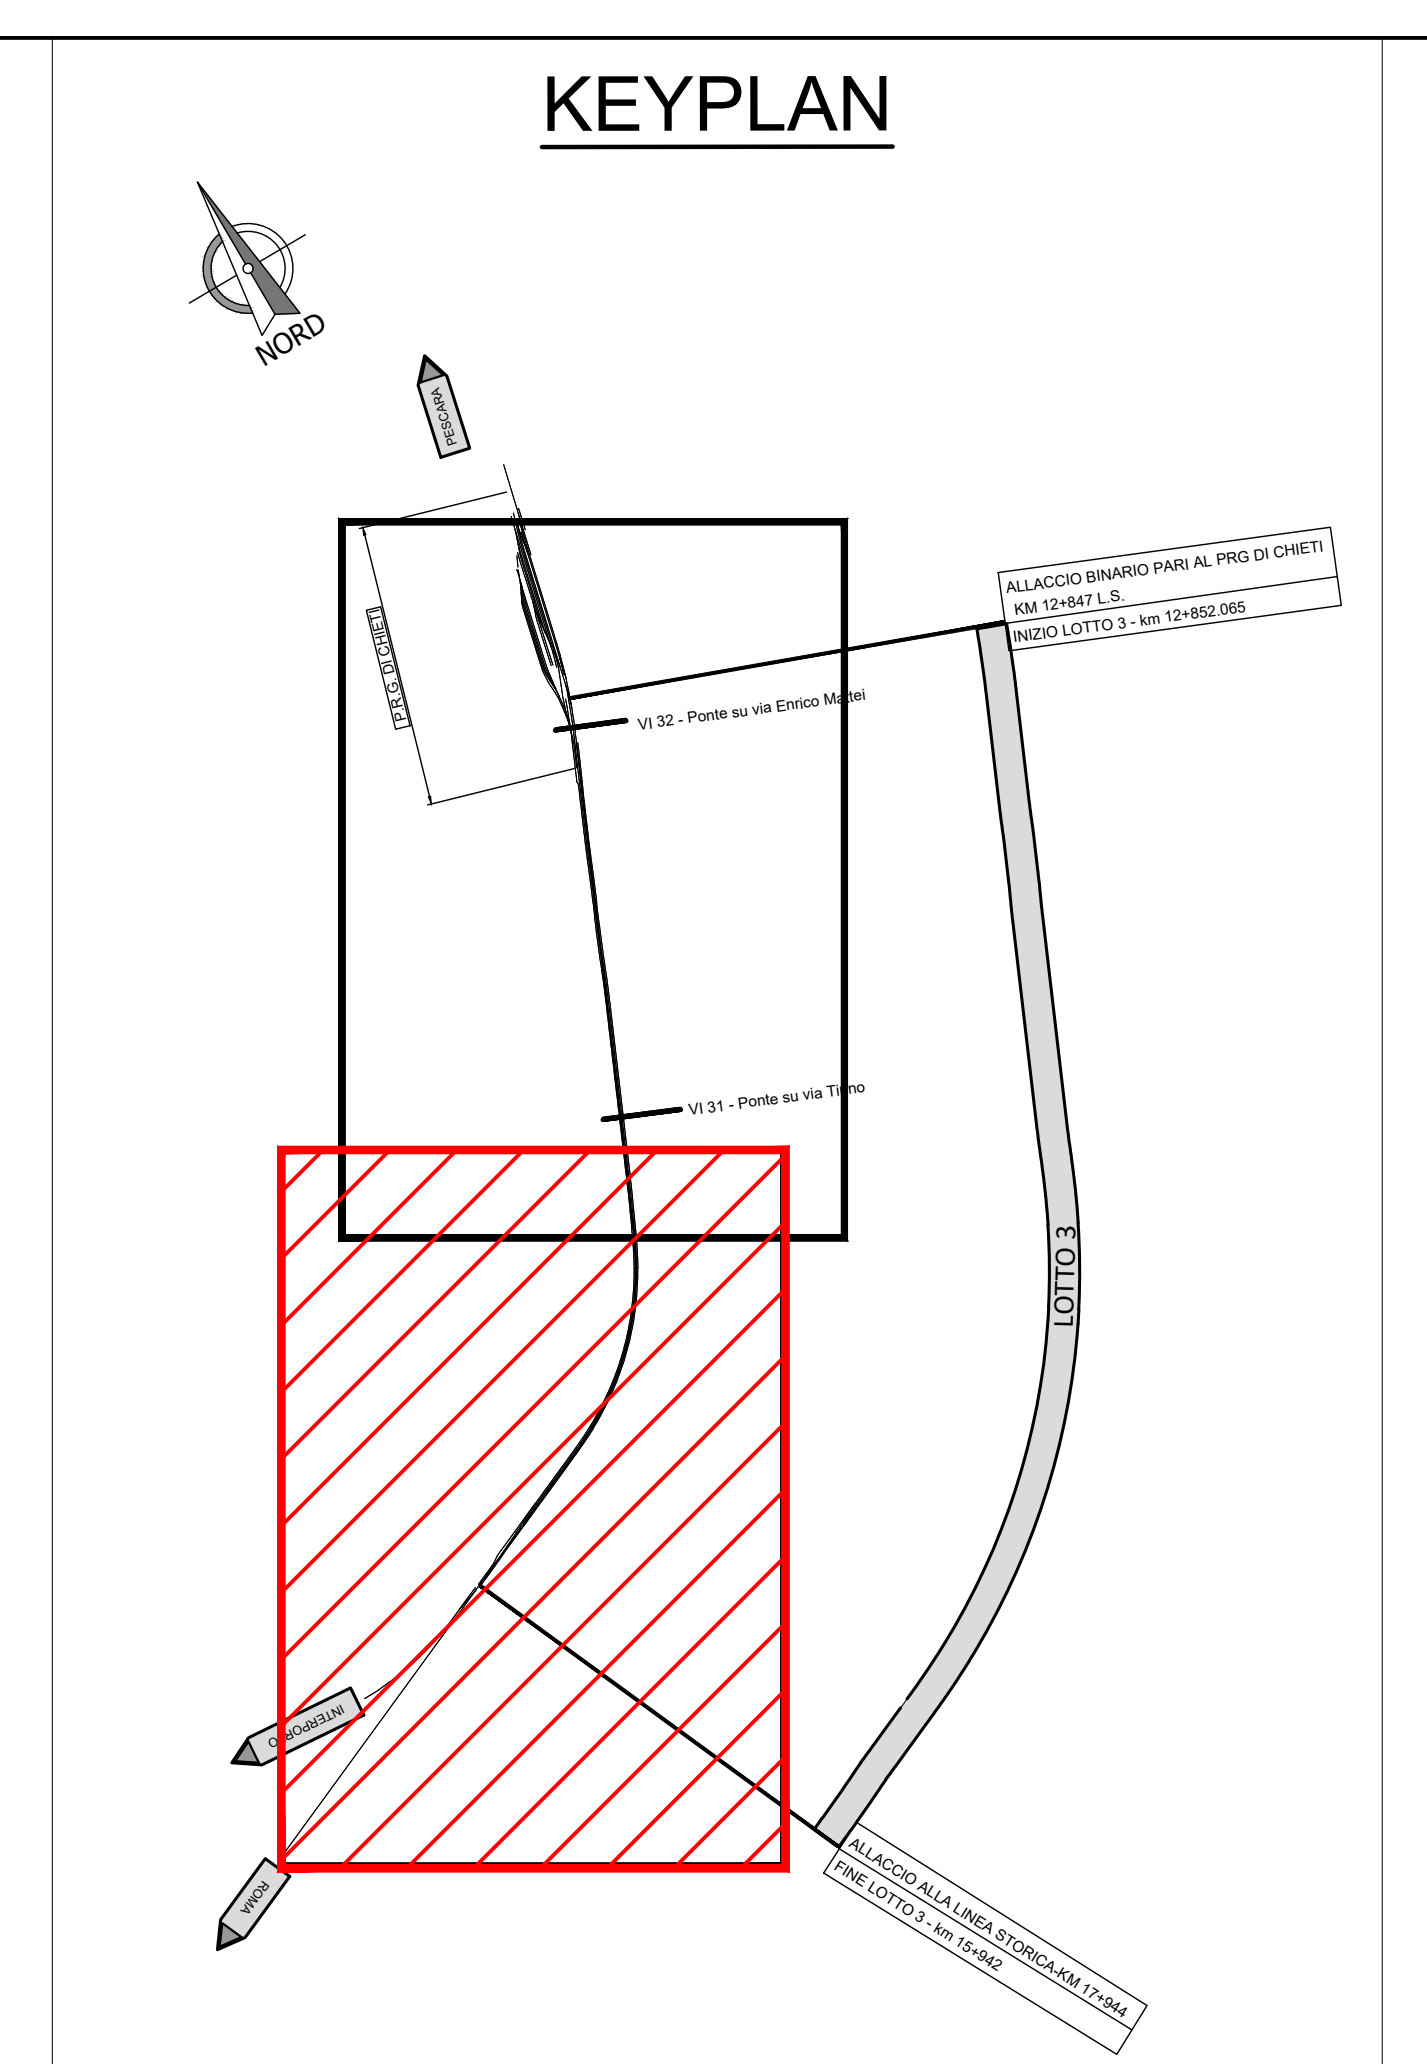 KEYPLAN
NORD
PESCARA
ALLACCIO BINARIO PARI AL PRG DI CHIETI
KM 12+847 L.S.
INIZIO LOTTO 3 - km 12+852.065
P.R.G. DI CHIETI
VI 32 - Ponte su via Enrico Mattei
VI 31 - Ponte su via Tirino
LOTTO 3
INTERPORTO
ROMA
ALLACCIO ALLA LINEA STORICA-KM 17+944
FINE LOTTO 3 - km 15+942